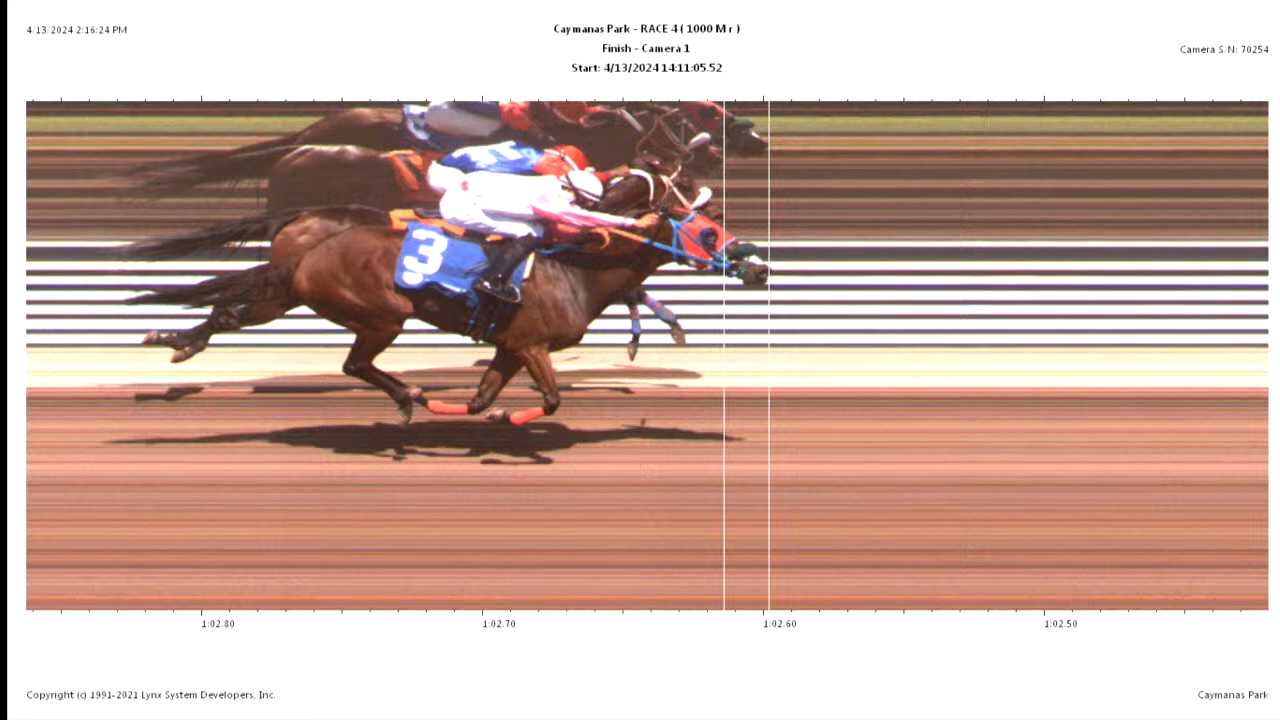 4/13/2024 2:16:24 PM
Caymanas Park - RACE 4 ( 1000 M r )
Finish - Camera 1
Start: 4/13/2024 14:11:05.52
Camera S/N: 70254
3
1:02.80 1:02.70 1:02.60 1:02.50
Copyright (c) 1991-2021 Lynx System Developers, Inc.
Caymanas Park